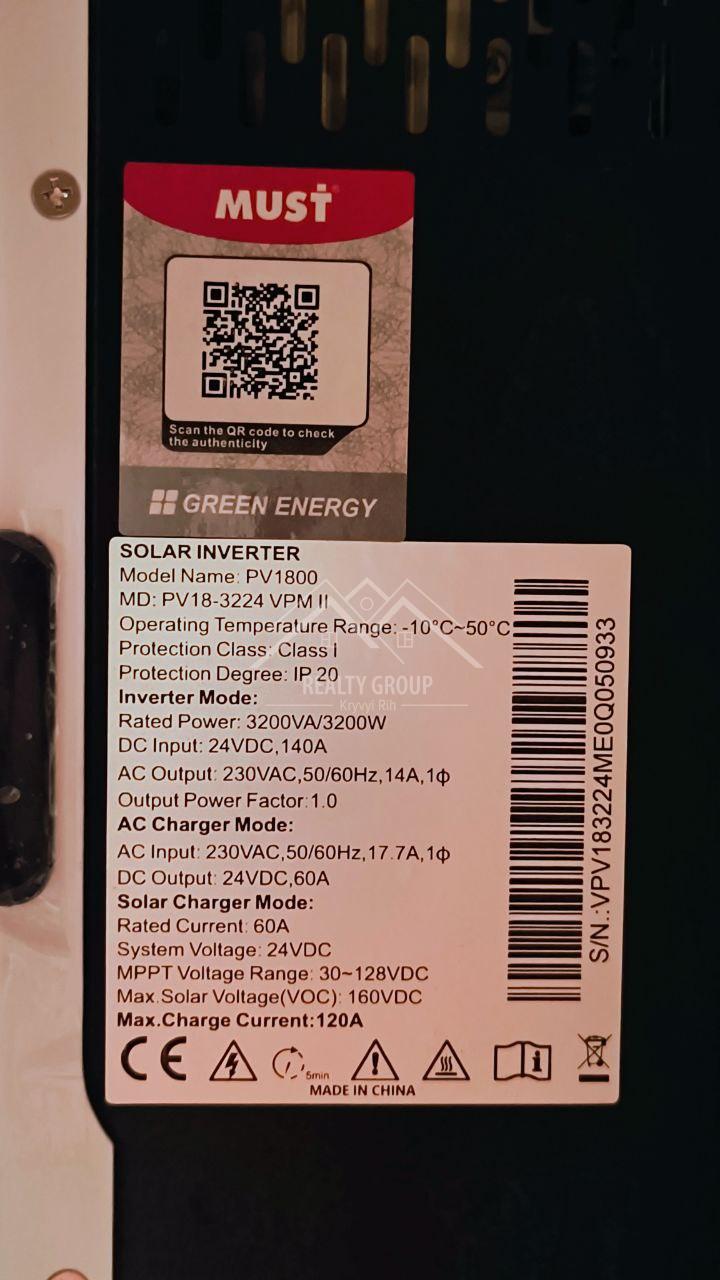 MUST
Scan the QR code to check
the authenticity
GREEN ENERGY
SOLAR INVERTER
Model Name: PV1800
MD: PV18-3224 VPM II
Operating Temperature Range: -10°C~50°C
Protection Class: Class I
Protection Degree: IP 20
REALTY GROUP
Kryvyi Rih
Inverter Mode:
Rated Power: 3200VA/3200W
DC Input: 24VDC,140A
AC Output: 230VAC,50/60Hz,14A,1ϕ
Output Power Factor:1.0
AC Charger Mode:
AC Input: 230VAC,50/60Hz,17.7A,1ϕ
DC Output: 24VDC,60A
Solar Charger Mode:
Rated Current: 60A
System Voltage: 24VDC
MPPT Voltage Range: 30~128VDC
Max.Solar Voltage(VOC): 160VDC
Max.Charge Current:120A
CE
5min
MADE IN CHINA
S/N.:VPV183224ME0Q050933